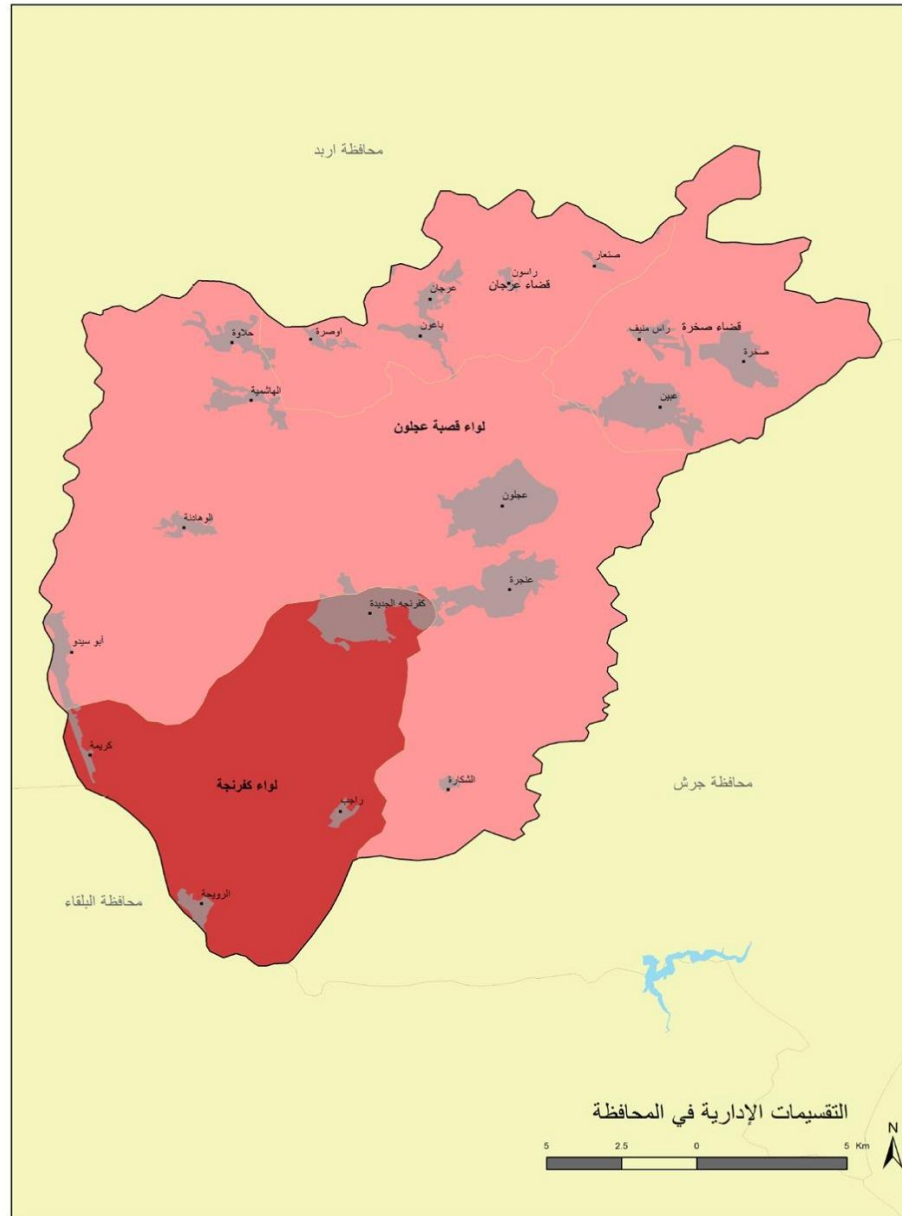 محافظة اربد
صنعار
راسون
قضاء عرجان
عرجان
باعون
اوصرة
حلاوة
الهاشمية
قضاء صخرة
راس منيف
صخرة
عبين
لواء قصبة عجلون
عجلون
الوهادنة
عنجرة
كفرنجه الجديدة
أبو سيدو
كريمة
لواء كفرنجة
الشكارة
راجب
محافظة جرش
الرويحة
محافظة البلقاء
التقسيمات الإدارية في المحافظة
N
5 2.5 0 5 Km